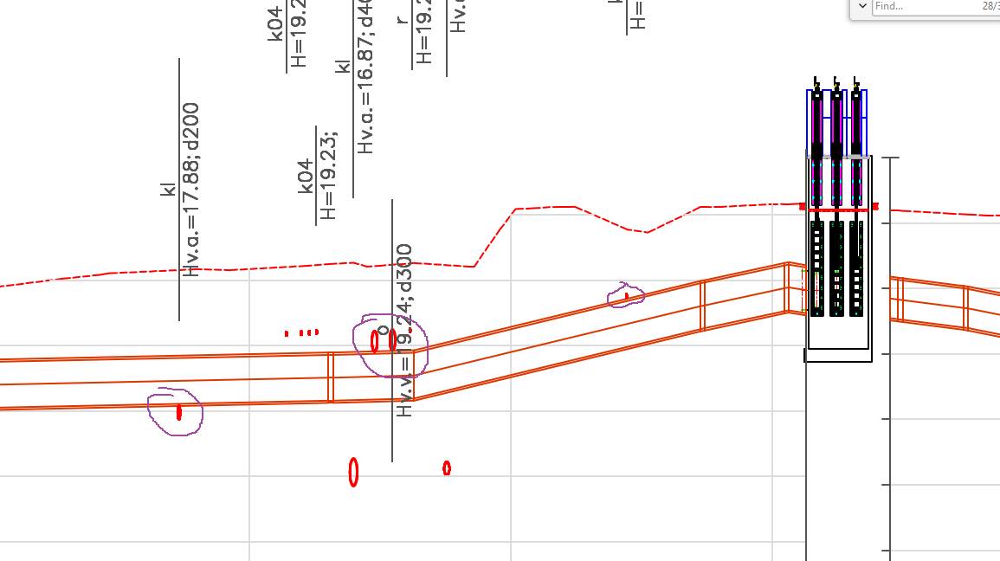 Find...
28/3
k04
H=19.2
kl
Hv.a.=16.87; d40
r
H=19.2
Hv.
H=
kl
Hv.a.=17.88; d200
k04
H=19.23;
o
Hv.v.=19.24; d300